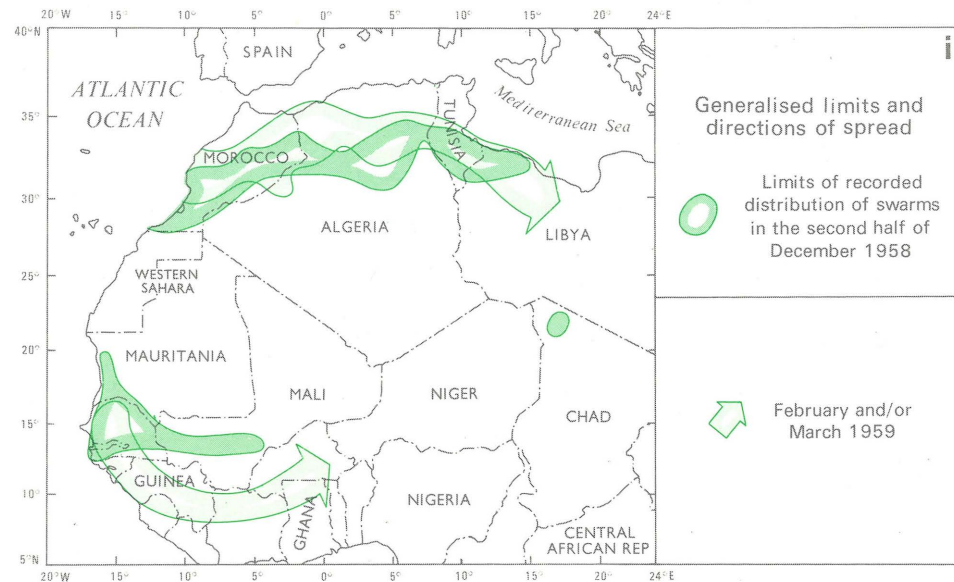 20°W 15° 10° 5° 0° 5° 10° 15° 20° 24°E
40°N
35°
30°
25°
20°
15°
10°
5°N
SPAIN
ATLANTIC
OCEAN
Mediterranean Sea
TUNISIA
MOROCCO
ALGERIA
LIBYA
WESTERN
SAHARA
MAURITANIA
MALI
NIGER
CHAD
GUINEA
GHANA
NIGERIA
CENTRAL
AFRICAN REP
20°W 15° 10° 5° 0° 5° 10° 15° 20° 24°E
i
Generalised limits and
directions of spread
Limits of recorded
distribution of swarms
in the second half of
December 1958
February and/or
March 1959